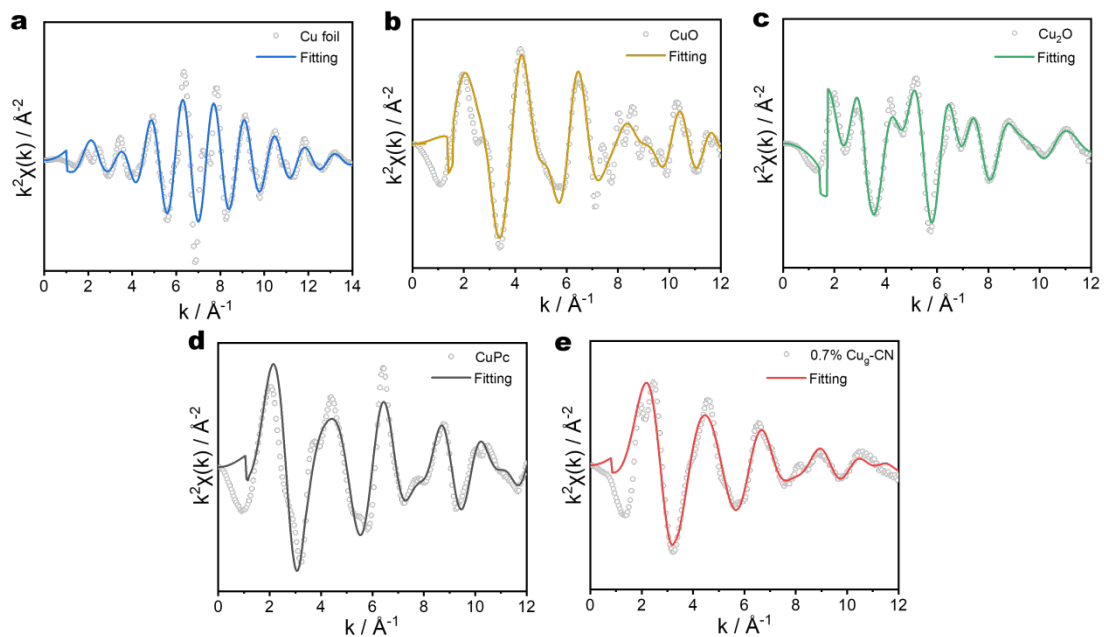 a
Cu foil
Fitting
k²χ(k) / Å⁻²
0 2 4 6 8 10 12 14
k / Å⁻¹
b
CuO
Fitting
k²χ(k) / Å⁻²
0 2 4 6 8 10 12
k / Å⁻¹
c
Cu₂O
Fitting
k²χ(k) / Å⁻²
0 2 4 6 8 10 12
k / Å⁻¹
d
CuPc
Fitting
k²χ(k) / Å⁻²
0 2 4 6 8 10 12
k / Å⁻¹
e
0.7% Cu₉-CN
Fitting
k²χ(k) / Å⁻²
0 2 4 6 8 10 12
k / Å⁻¹